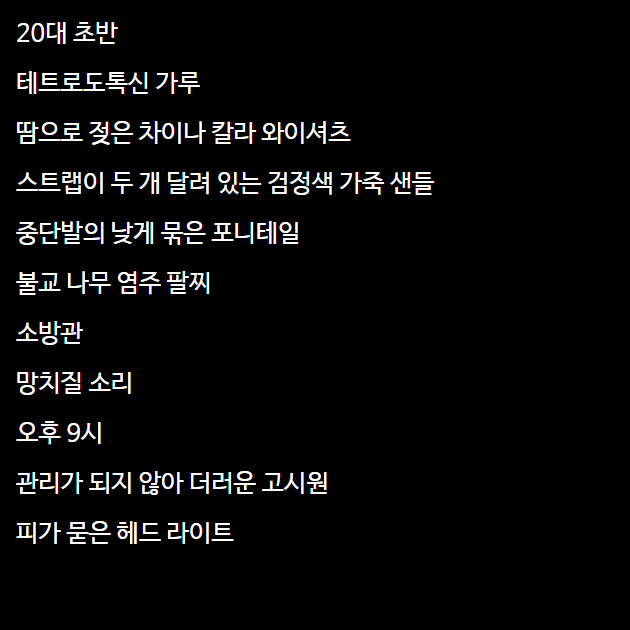 20대 초반
테트로도톡신 가루
땀으로 젖은 차이나 칼라 와이셔츠
스트랩이 두 개 달려 있는 검정색 가죽 샌들
중단발의 낮게 묶은 포니테일
불교 나무 염주 팔찌
소방관
망치질 소리
오후 9시
관리가 되지 않아 더러운 고시원
피가 묻은 헤드 라이트